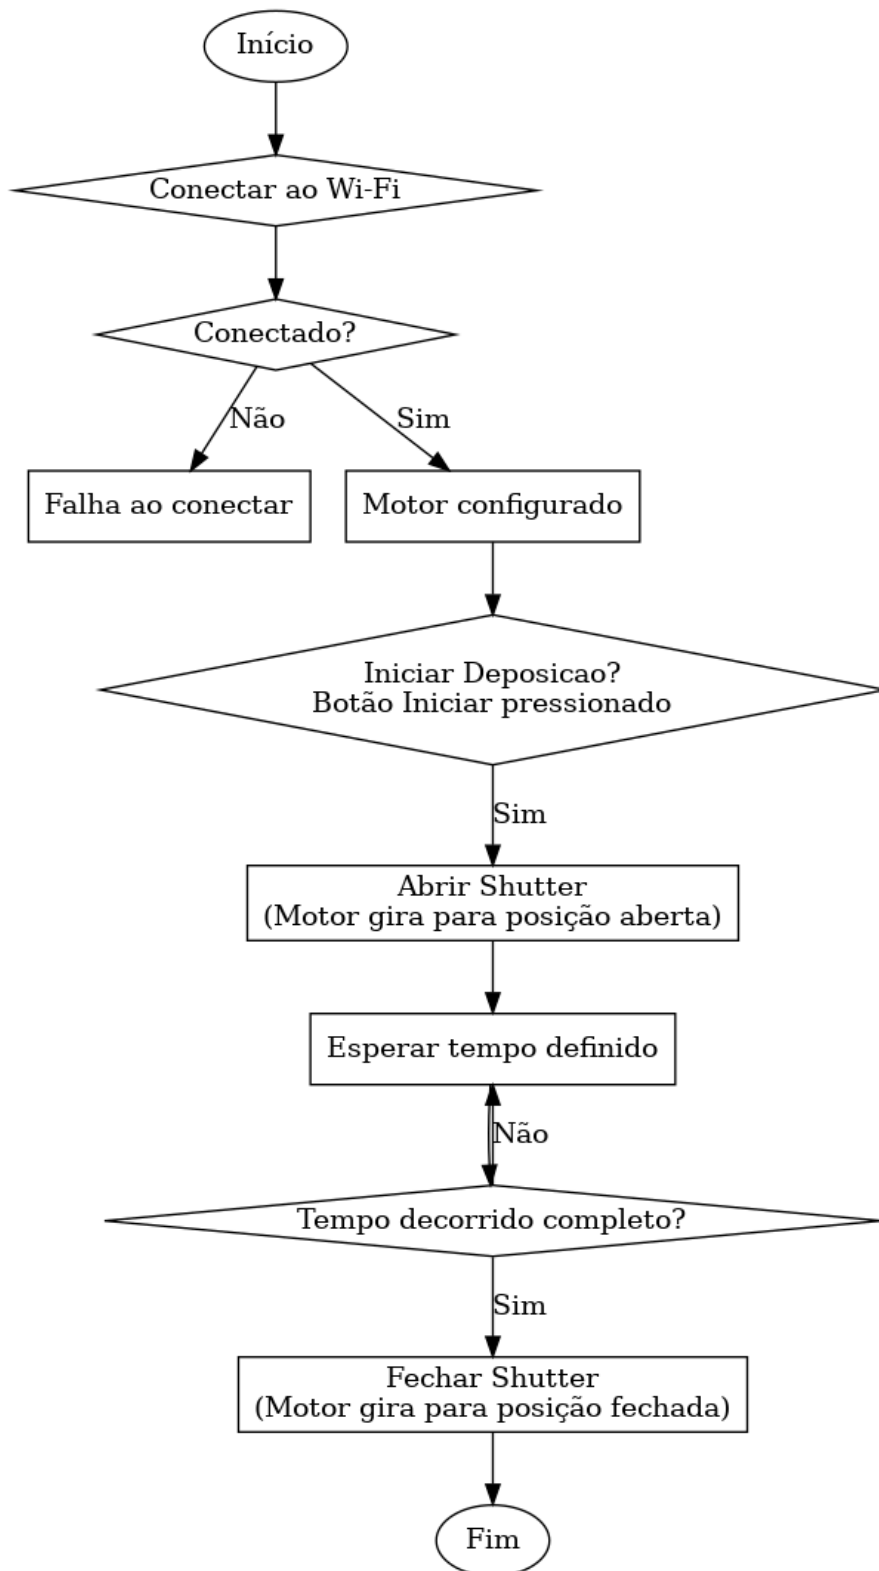 Início
Conectar ao Wi-Fi
Conectado?
Não
Sim
Falha ao conectar
Motor configurado
Iniciar Deposicao?
Botão Iniciar pressionado
Sim
Abrir Shutter
(Motor gira para posição aberta)
Esperar tempo definido
Não
Tempo decorrido completo?
Sim
Fechar Shutter
(Motor gira para posição fechada)
Fim